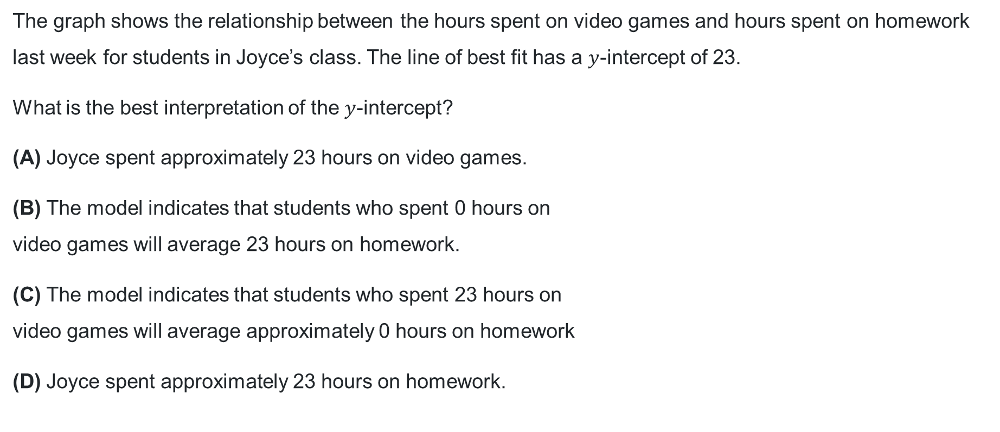 The graph shows the relationship between the hours spent on video games and hours spent on homework
last week for students in Joyce’s class. The line of best fit has a y-intercept of 23.
What is the best interpretation of the y-intercept?
(A) Joyce spent approximately 23 hours on video games.
(B) The model indicates that students who spent 0 hours on
video games will average 23 hours on homework.
(C) The model indicates that students who spent 23 hours on
video games will average approximately 0 hours on homework
(D) Joyce spent approximately 23 hours on homework.